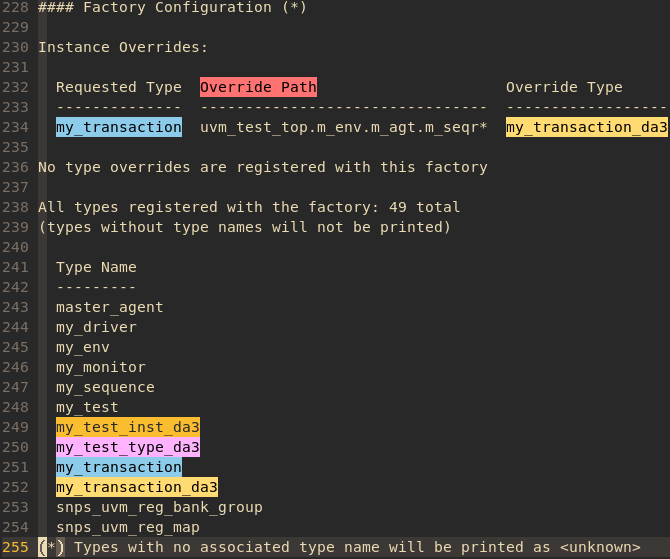 228 #### Factory Configuration (*)
229
230 Instance Overrides:
231
232   Requested Type  Override Path                     Override Type
233   --------------  --------------------------------  ------------------
234   my_transaction  uvm_test_top.m_env.m_agt.m_seqr*  my_transaction_da3
235
236 No type overrides are registered with this factory
237
238 All types registered with the factory: 49 total
239 (types without type names will not be printed)
240
241   Type Name
242   ---------
243   master_agent
244   my_driver
245   my_env
246   my_monitor
247   my_sequence
248   my_test
249   my_test_inst_da3
250   my_test_type_da3
251   my_transaction
252   my_transaction_da3
253   snps_uvm_reg_bank_group
254   snps_uvm_reg_map
255 (*) Types with no associated type name will be printed as <unknown>